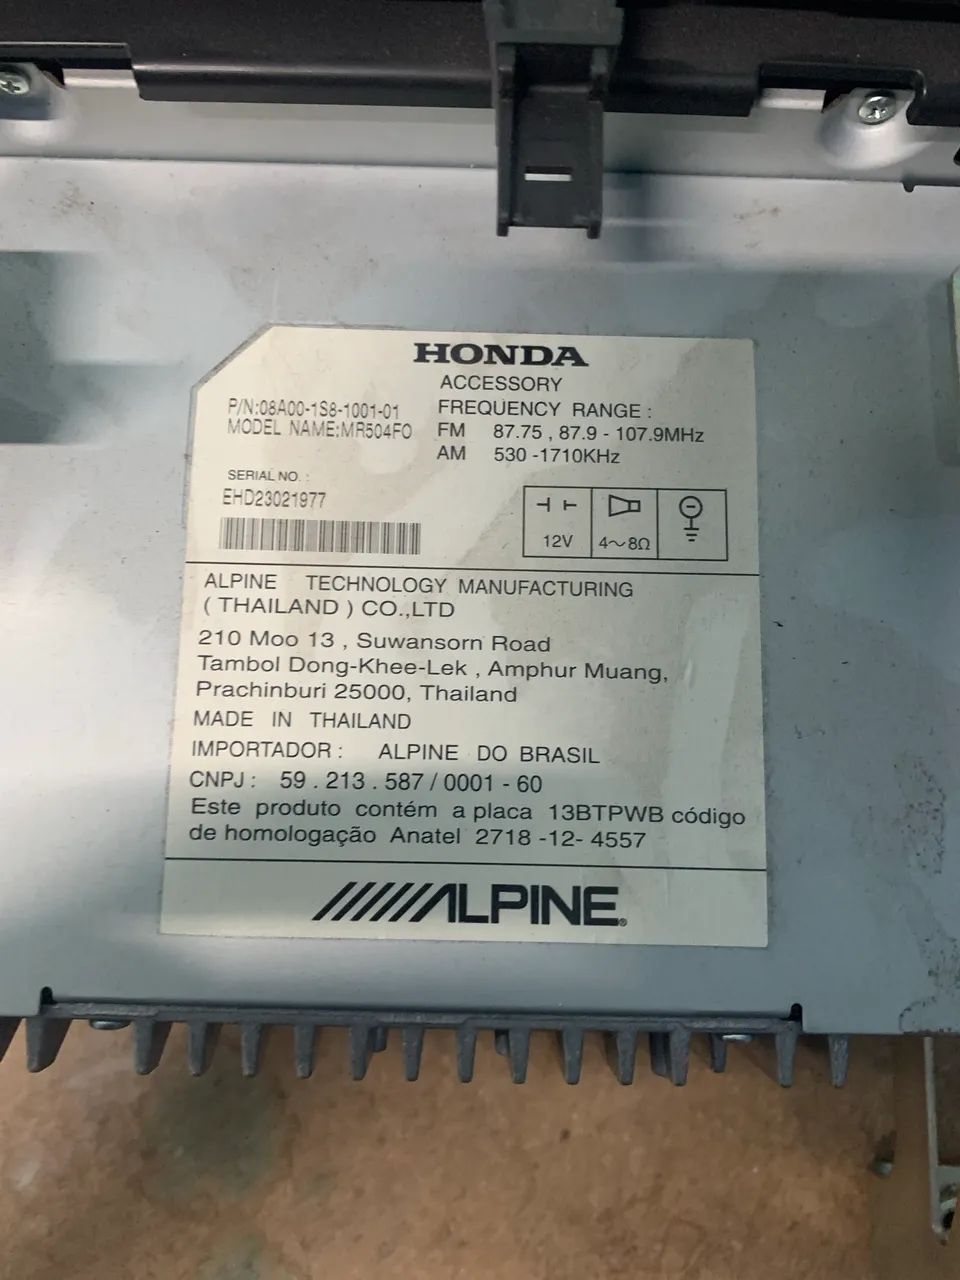 HONDA
ACCESSORY
P/N:08A00-1S8-1001-01
MODEL NAME:MR504FO
FREQUENCY RANGE :
FM 87.75 , 87.9 - 107.9MHz
AM 530 -1710KHz
SERIAL NO. :
EHD23021977
12V
4~8Ω
ALPINE TECHNOLOGY MANUFACTURING
( THAILAND ) CO.,LTD
210 Moo 13 , Suwansorn Road
Tambol Dong-Khee-Lek , Amphur Muang,
Prachinburi 25000, Thailand
MADE IN THAILAND
IMPORTADOR : ALPINE DO BRASIL
CNPJ : 59 . 213 . 587 / 0001 - 60
Este produto contém a placa 13BTPWB código
de homologação Anatel 2718 -12- 4557
ALPINE®